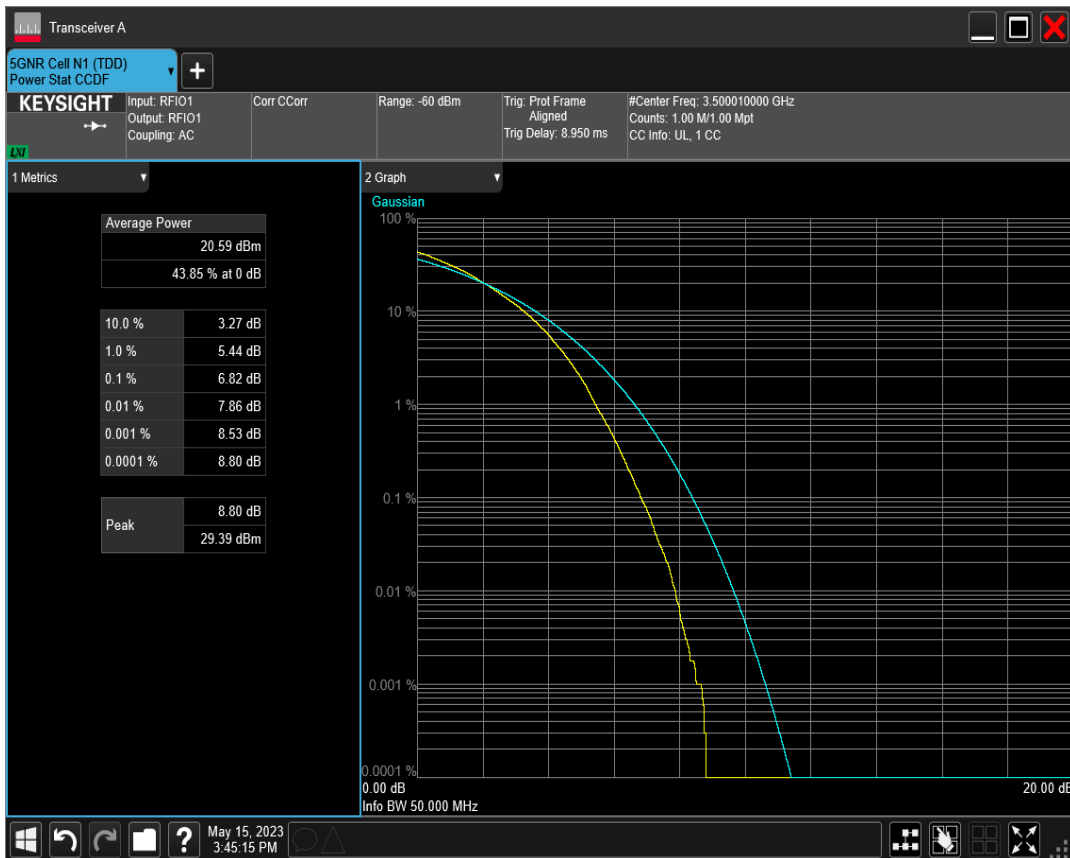 Transceiver A
5GNR Cell N1 (TDD)
Power Stat CCDF
KEYSIGHT
LXI
Input: RFIO1
Output: RFIO1
Coupling: AC
Corr CCorr
Range: -60 dBm
Trig: Prot Frame
Aligned
Trig Delay: 8.950 ms
#Center Freq: 3.500010000 GHz
Counts: 1.00 M/1.00 Mpt
CC Info: UL, 1 CC
1 Metrics
Average Power
20.59 dBm
43.85 % at 0 dB
10.0 % 3.27 dB
1.0 % 5.44 dB
0.1 % 6.82 dB
0.01 % 7.86 dB
0.001 % 8.53 dB
0.0001 % 8.80 dB
Peak
8.80 dB
29.39 dBm
2 Graph
Gaussian
100 %
10 %
1 %
0.1 %
0.01 %
0.001 %
0.0001 %
0.00 dB 20.00 dB
Info BW 50.000 MHz
May 15, 2023
3:45:15 PM